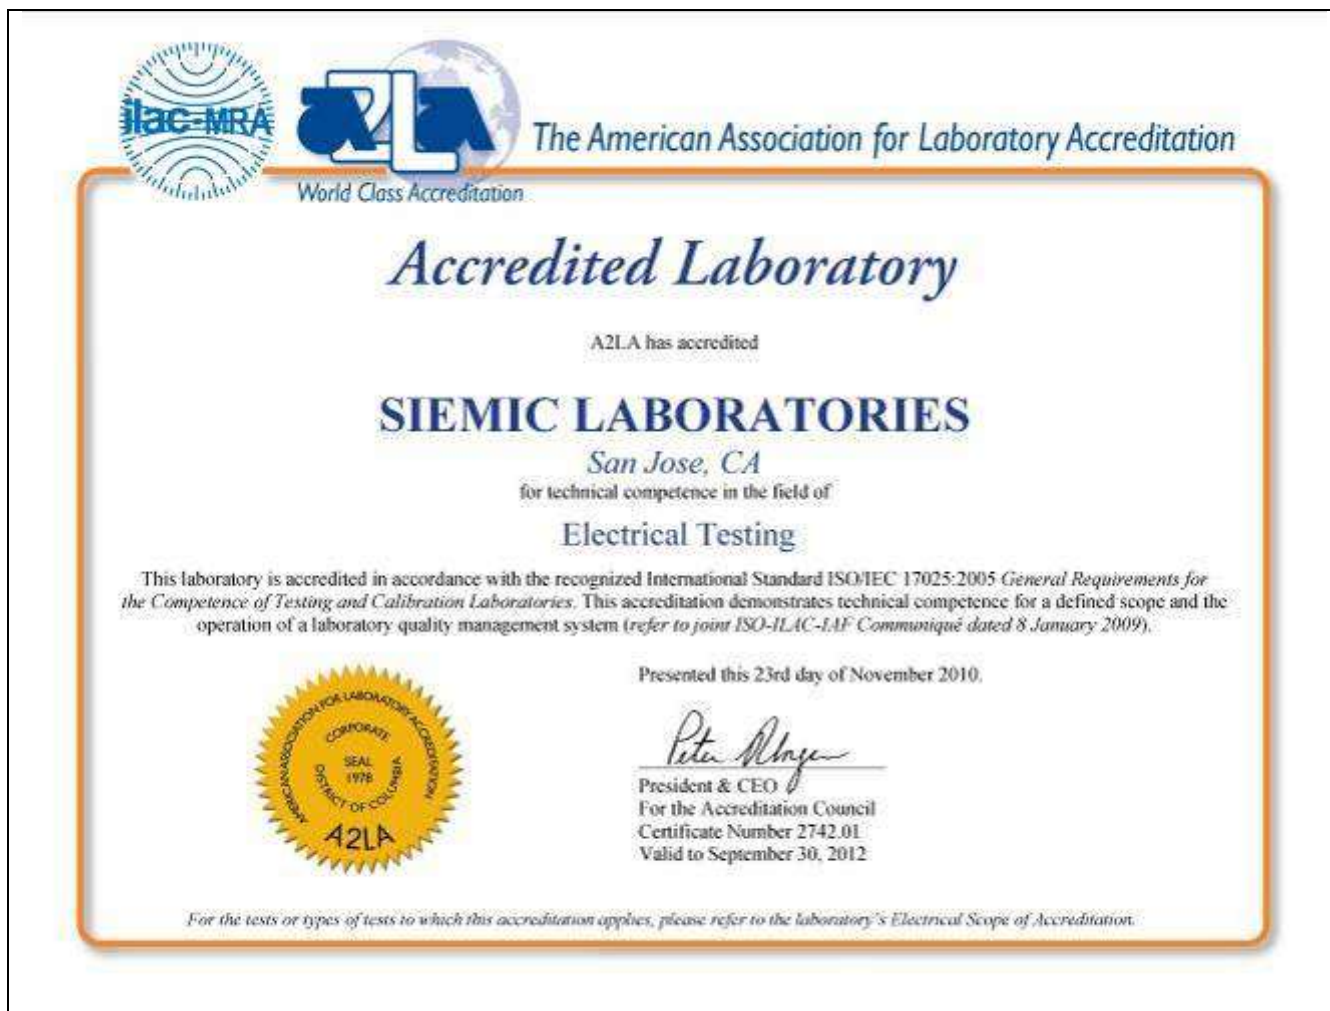 ilac-MRA
a2la
The American Association for Laboratory Accreditation
World Class Accreditation
Accredited Laboratory
A2LA has accredited
SIEMIC LABORATORIES
San Jose, CA
for technical competence in the field of
Electrical Testing
This laboratory is accredited in accordance with the recognized International Standard ISO/IEC 17025:2005 General Requirements for
the Competence of Testing and Calibration Laboratories. This accreditation demonstrates technical competence for a defined scope and the
operation of a laboratory quality management system (refer to joint ISO-ILAC-IAF Communiqué dated 8 January 2009).
Presented this 23rd day of November 2010.
AMERICAN ASSOCIATION FOR LABORATORY ACCREDITATION
CORPORATE
SEAL
1978
DISTRICT OF COLUMBIA
A2LA
Peter
President & CEO
For the Accreditation Council
Certificate Number 2742.01
Valid to September 30, 2012
For the tests or types of tests to which this accreditation applies, please refer to the laboratory's Electrical Scope of Accreditation.